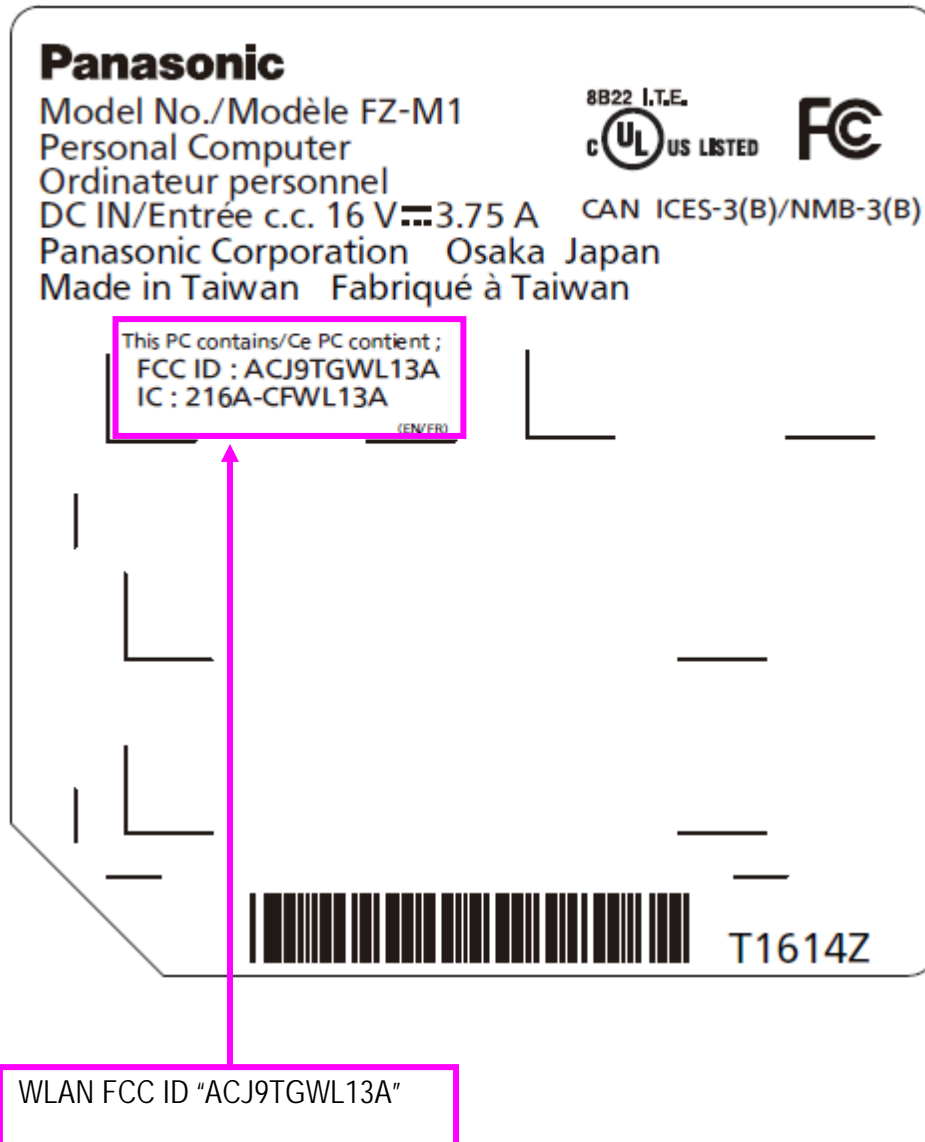 Panasonic
Model No./Modèle FZ-M1
Personal Computer
Ordinateur personnel
DC IN/Entrée c.c. 16 V⎓3.75 A
Panasonic Corporation Osaka Japan
Made in Taiwan Fabriqué à Taiwan
8B22 I.T.E.
C UL US LISTED
FC
CAN ICES-3(B)/NMB-3(B)
This PC contains/Ce PC contient ;
FCC ID : ACJ9TGWL13A
IC : 216A-CFWL13A
(EN/FR)
T1614Z
WLAN FCC ID “ACJ9TGWL13A”